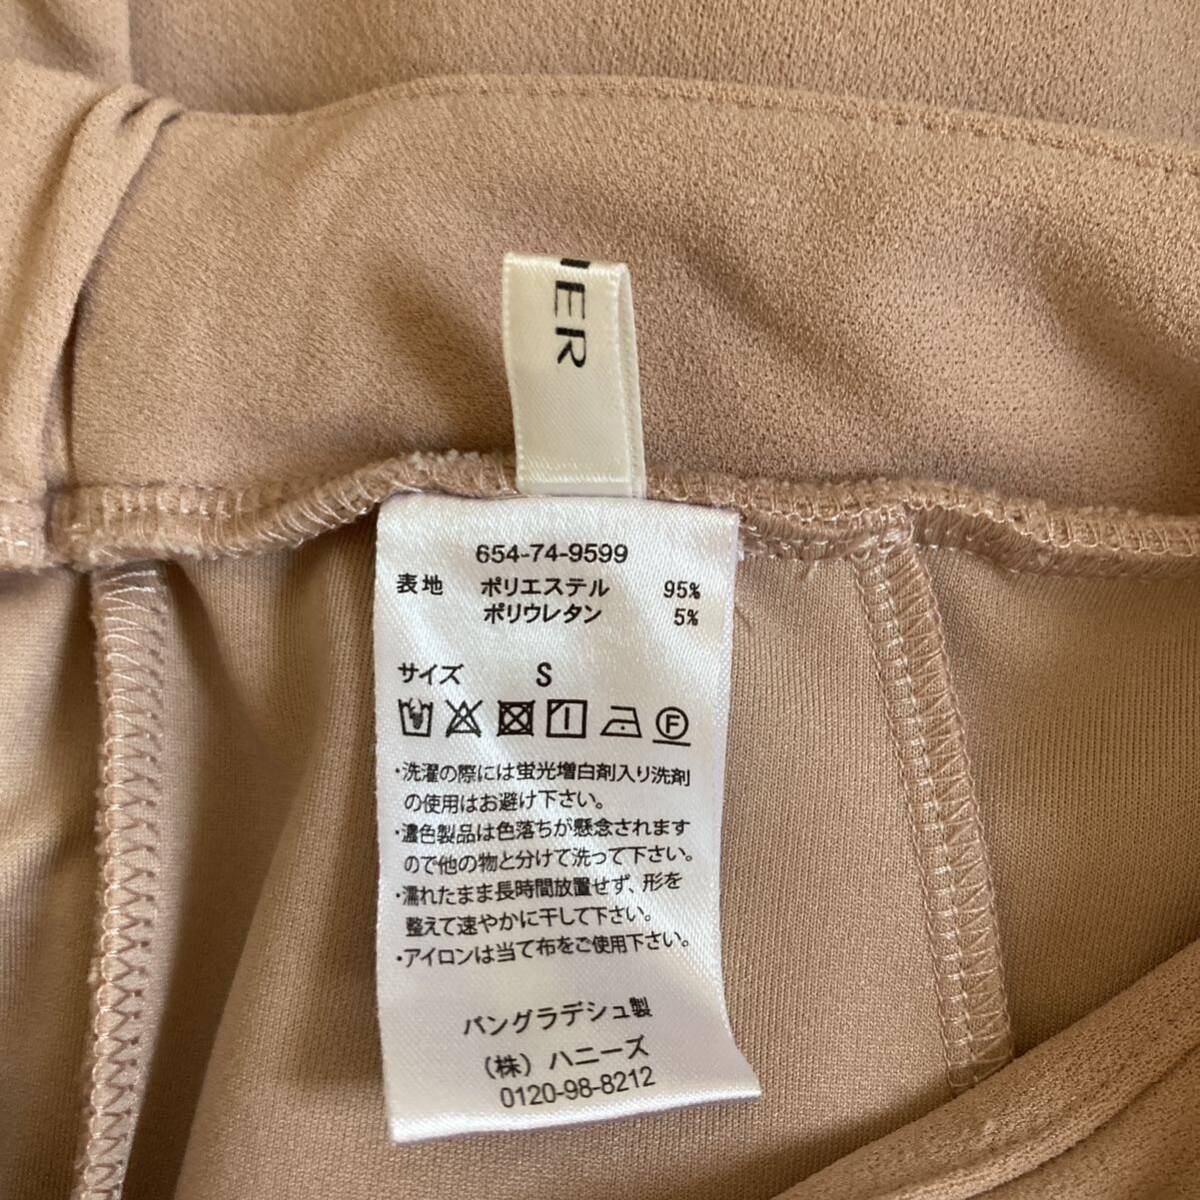 654-74-9599
表地 ポリエステル 95%
ポリウレタン 5%
サイズ S
F
・洗濯の際には蛍光増白剤入り洗剤
の使用はお避け下さい。
・濃色製品は色落ちが懸念されます
ので他の物と分けて洗って下さい。
・濡れたまま長時間放置せず、形を
整えて速やかに干して下さい。
・アイロンは当て布をご使用下さい。
バングラデシュ製
(株) ハニーズ
0120-98-8212